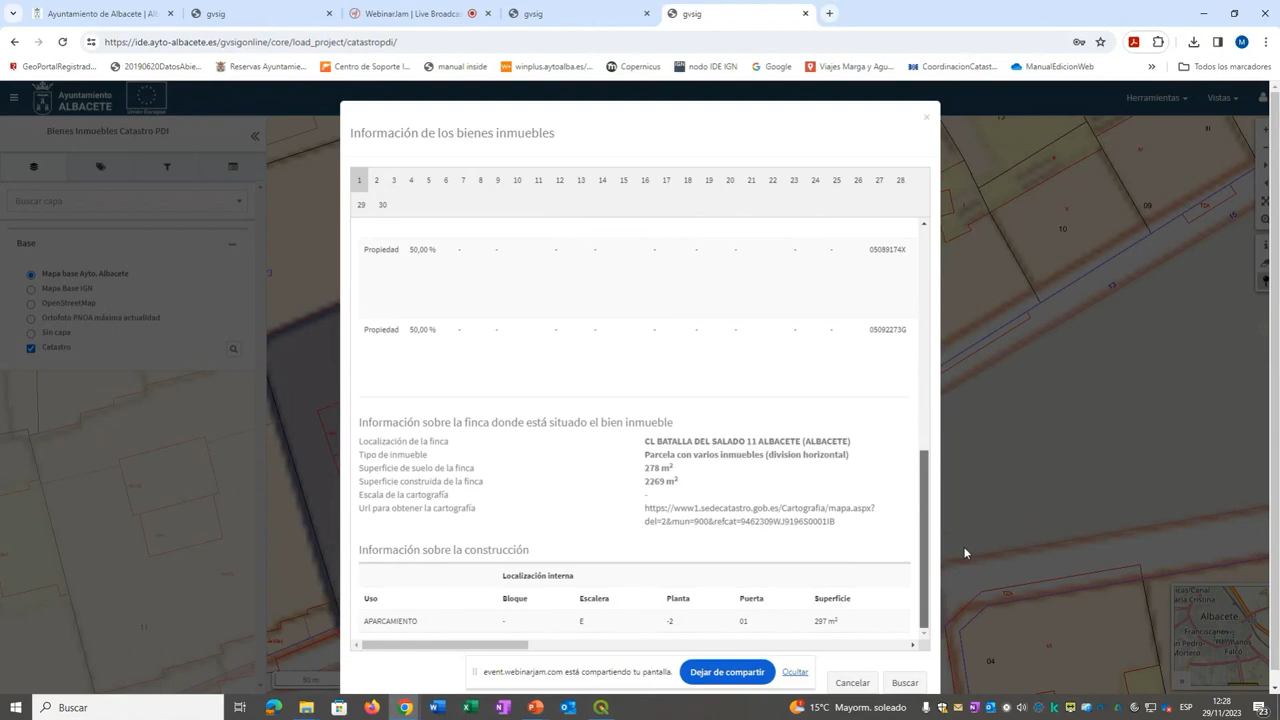 Ayuntamiento de Albacete | Al
gvsig
WebinarJam | Live Broadcas
gvsig
gvsig
https://ide.ayto-albacete.es/gvsigonline/core/load_project/catastropdi/
GeoPortalRegistrad...
20190620DatosAbie...
Reservas Ayuntamie...
Centro de Soporte I...
manual inside
winplus.aytoalba.es/...
Copernicus
nodo IDE IGN
Google
Viajes Marga y Agu...
CoordinacionCatast...
ManualEdicionWeb
»
Todos los marcadores
Ayuntamiento
ALBACETE
Unión Europea
Herramientas
Vistas
Bienes Inmuebles Catastro PDI
«
Buscar capa
Base
Mapa base Ayto. Albacete
Mapa Base IGN
OpenStreetMap
Ortofoto PNOA máxima actualidad
Sin capa
Catastro
Información de los bienes inmuebles
×
1 2 3 4 5 6 7 8 9 10 11 12 13 14 15 16 17 18 19 20 21 22 23 24 25 26 27 28
29 30
Propiedad 50,00 % - - - - - - - - - 05089174X
Propiedad 50,00 % - - - - - - - - - 05092273G
Información sobre la finca donde está situado el bien inmueble
Localización de la finca CL BATALLA DEL SALADO 11 ALBACETE (ALBACETE)
Tipo de inmueble Parcela con varios inmuebles (division horizontal)
Superficie de suelo de la finca 278 m²
Superficie construida de la finca 2269 m²
Escala de la cartografía -
Url para obtener la cartografía https://www1.sedecatastro.gob.es/Cartografia/mapa.aspx?
del=2&mun=900&refcat=9462309WJ9196S0001IB
Información sobre la construcción
Localización interna
Uso Bloque Escalera Planta Puerta Superficie
APARCAMIENTO - E -2 01 297 m²
event.webinarjam.com está compartiendo tu pantalla.
Dejar de compartir
Ocultar
Cancelar
Buscar
10
09
13
15
04
11
50 m
Albacete
Franciscanos
Buscar
15°C Mayorm. soleado
ESP
12:28
29/11/2023